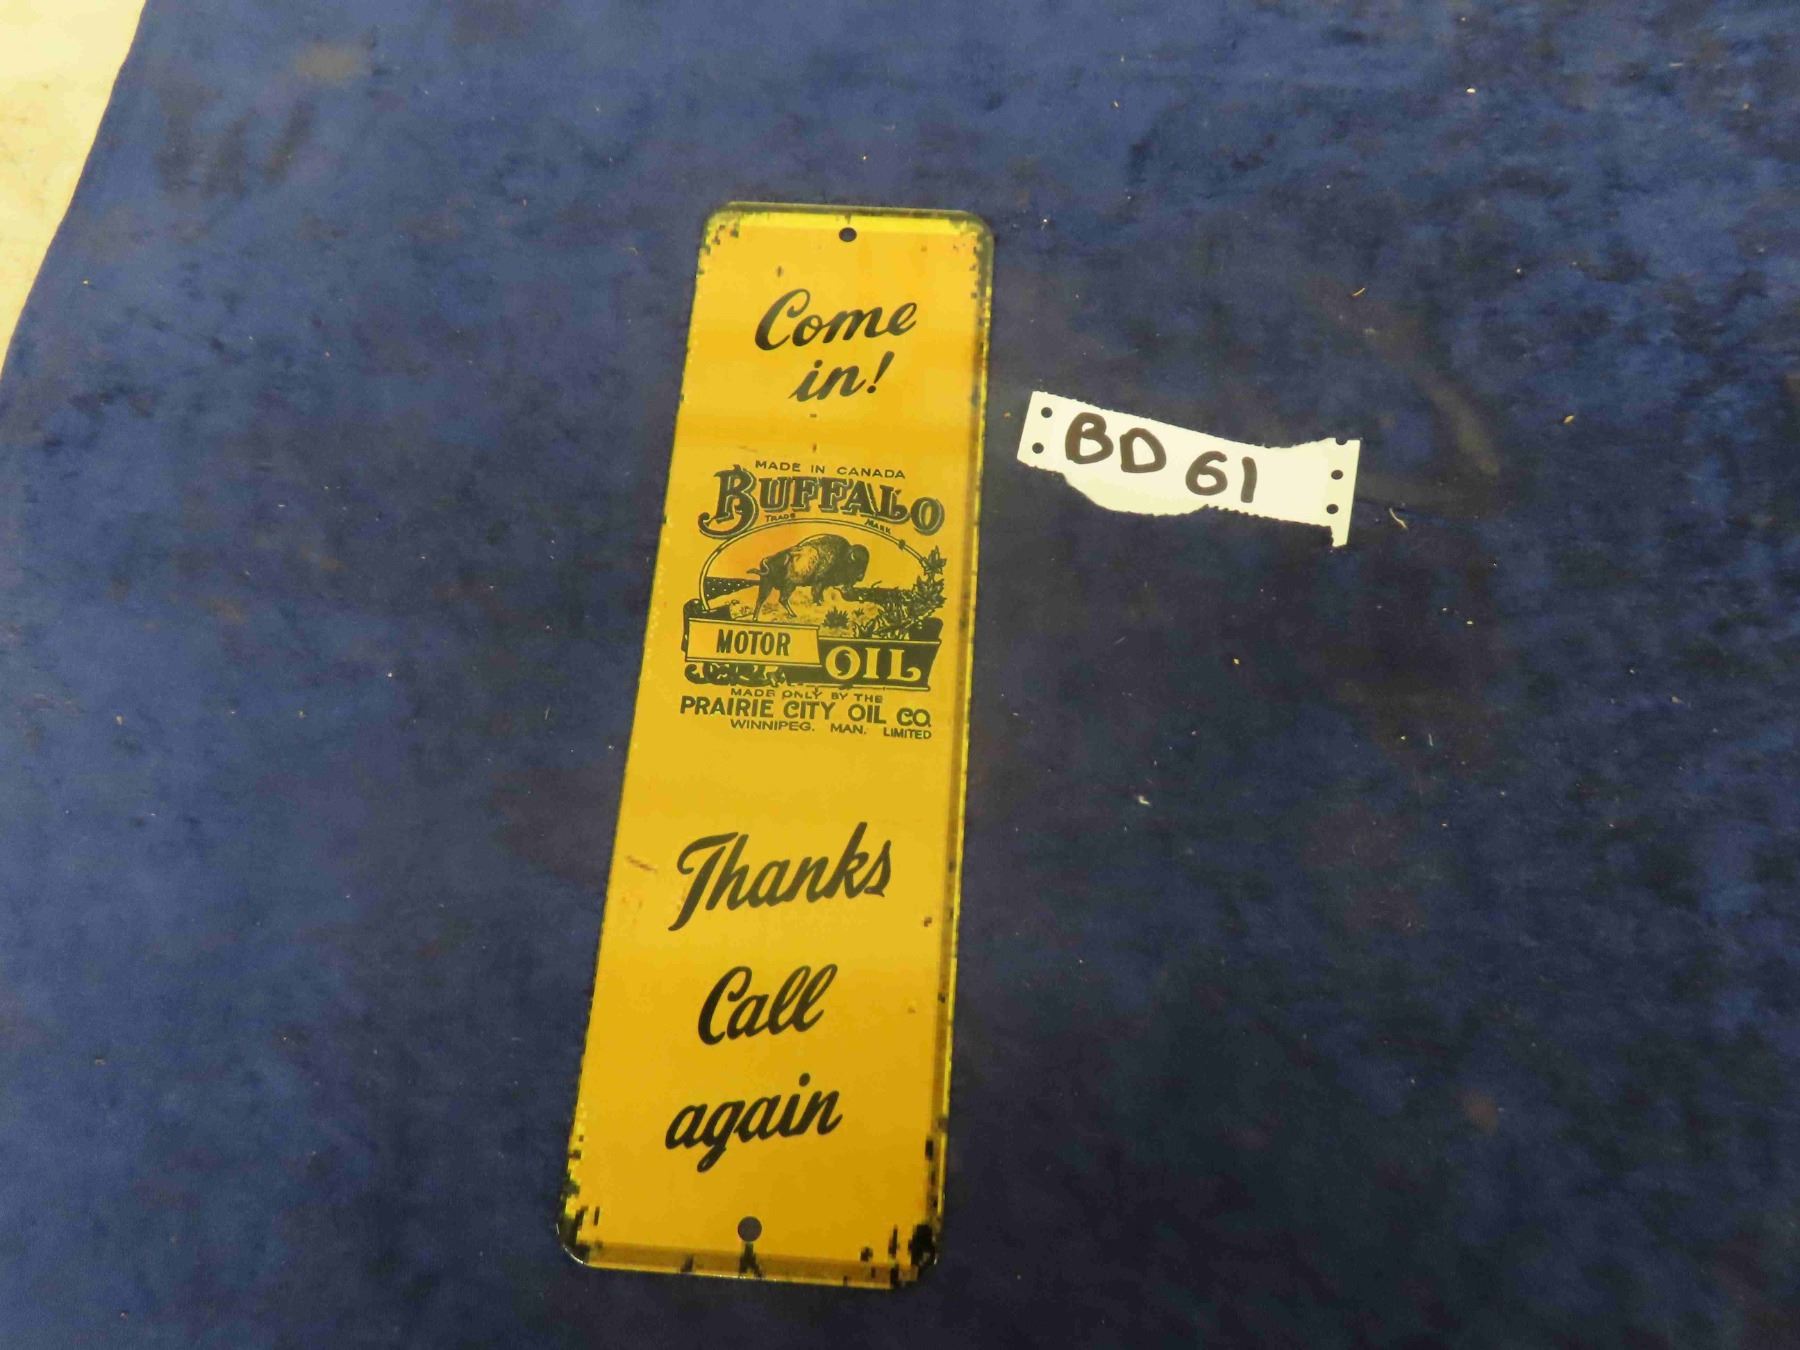 Come
in!
MADE IN CANADA
BUFFALO
TRADE MARK
MOTOR
OIL
MADE ONLY BY THE
PRAIRIE CITY OIL CO.
WINNIPEG. MAN. LIMITED
Thanks
Call
again
BD 61